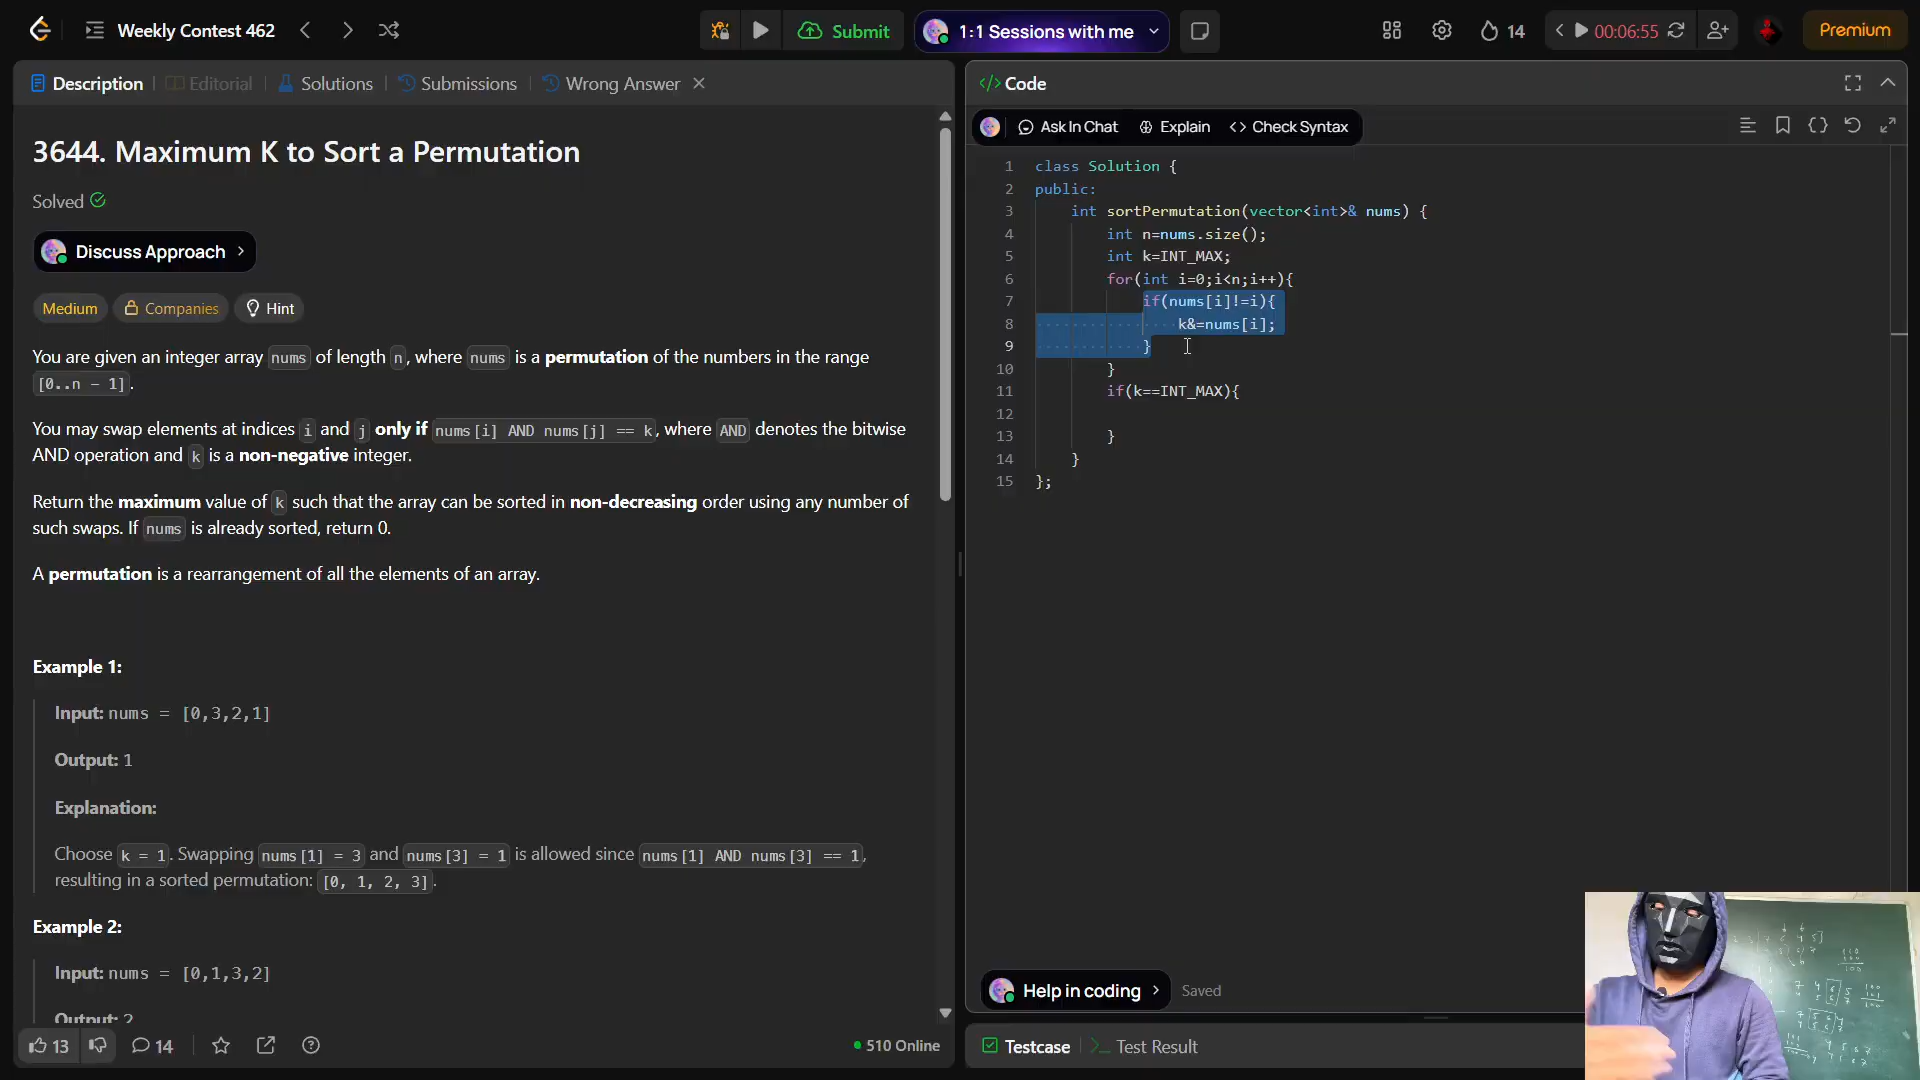 Weekly Contest 462
Submit
1:1 Sessions with me
14
00:06:55
Premium
Description
Editorial
Solutions
Submissions
Wrong Answer
3644. Maximum K to Sort a Permutation
Solved
Discuss Approach
Medium
Companies
Hint
You are given an integer array nums of length n, where nums is a permutation of the numbers in the range
[0..n - 1].
You may swap elements at indices i and j only if nums[i] AND nums[j] == k, where AND denotes the bitwise
AND operation and k is a non-negative integer.
Return the maximum value of k such that the array can be sorted in non-decreasing order using any number of
such swaps. If nums is already sorted, return 0.
A permutation is a rearrangement of all the elements of an array.
Example 1:
Input: nums = [0,3,2,1]
Output: 1
Explanation:
Choose k = 1. Swapping nums[1] = 3 and nums[3] = 1 is allowed since nums[1] AND nums[3] == 1,
resulting in a sorted permutation: [0, 1, 2, 3].
Example 2:
Input: nums = [0,1,3,2]
Output: 2
13
14
510 Online
</> Code
Ask In Chat
Explain
<> Check Syntax
1 class Solution {
2 public:
3 int sortPermutation(vector<int>& nums) {
4 int n=nums.size();
5 int k=INT_MAX;
6 for(int i=0;i<n;i++){
7 if(nums[i]!=i){
8 k&=nums[i];
9 }
10 }
11 if(k==INT_MAX){
12
13 }
14 }
15 };
Help in coding
Saved
Testcase
Test Result